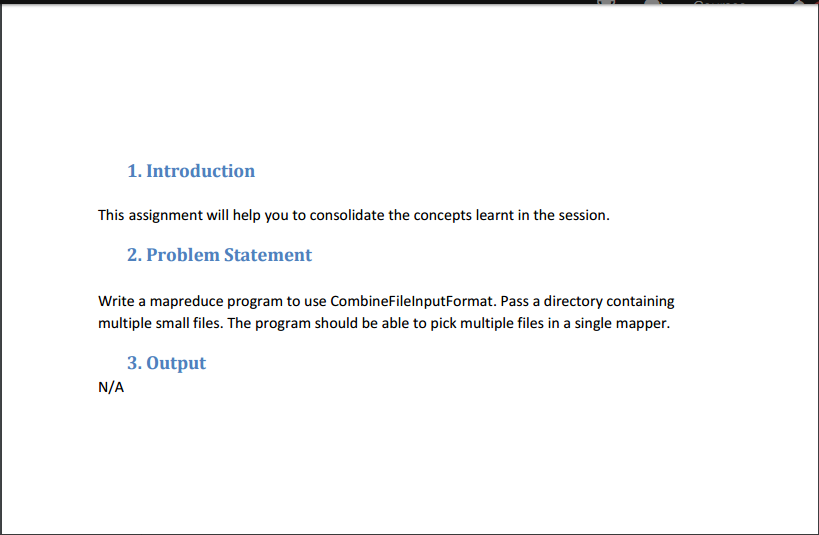 1. Introduction
This assignment will help you to consolidate the concepts learnt in the session.
2. Problem Statement
Write a mapreduce program to use CombineFileInputFormat. Pass a directory containing
multiple small files. The program should be able to pick multiple files in a single mapper.
3. Output
N/A